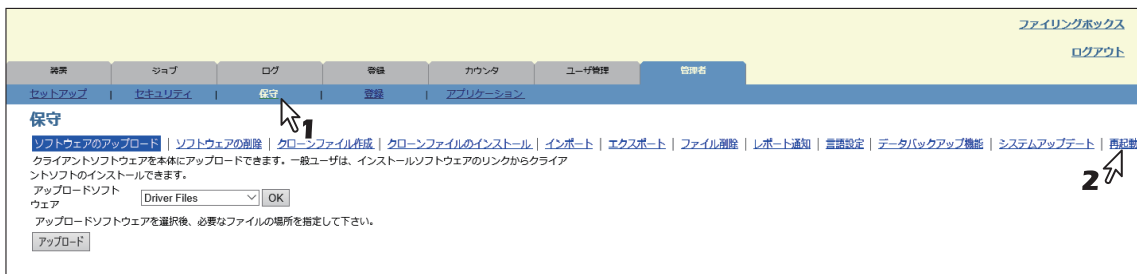 ファイリングボックス
ログアウト
装置 ジョブ ログ 登録 カウンタ ユーザ管理 管理者
セットアップ | セキュリティ | 保守 | 登録 | アプリケーション
1
保守
ソフトウェアのアップロード | ソフトウェアの削除 | クローンファイル作成 | クローンファイルのインストール | インポート | エクスポート | ファイル削除 | レポート通知 | 言語設定 | データバックアップ機能 | システムアップデート | 再起動
2
クライアントソフトウェアを本体にアップロードできます。一般ユーザは、インストールソフトウェアのリンクからクライア
ントソフトのインストールできます。
アップロードソフト
ウェア Driver Files OK
アップロードソフトウェアを選択後、必要なファイルの場所を指定して下さい。
アップロード